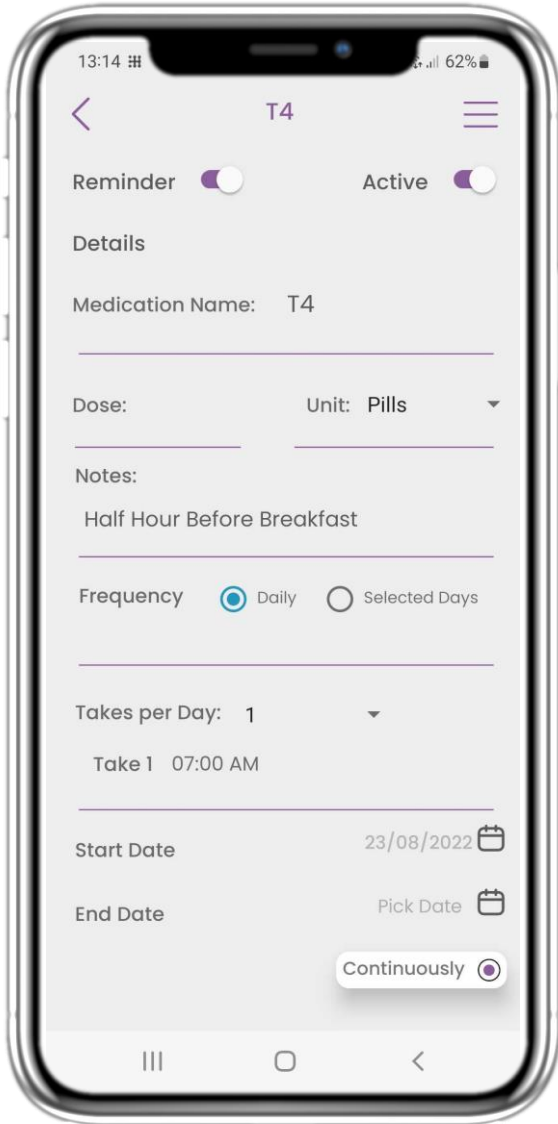 13:14 62%
T4
Reminder Active
Details
Medication Name: T4
Dose: Unit: Pills
Notes:
Half Hour Before Breakfast
Frequency Daily Selected Days
Takes per Day: 1
Take 1 07:00 AM
Start Date 23/08/2022
End Date Pick Date
Continuously